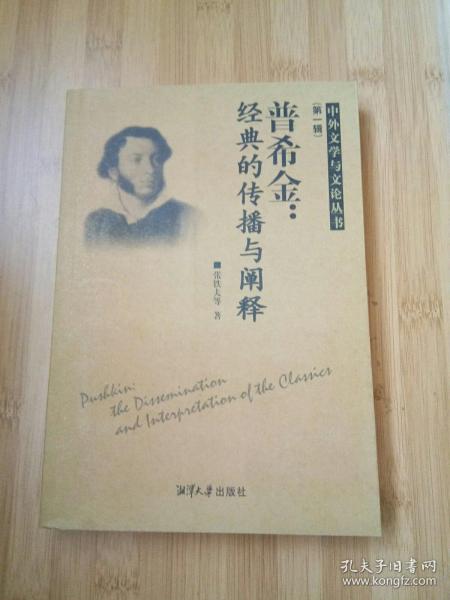 中外文学与文论丛书
(第一辑)
普希金:
经典的传播与阐释
■张铁夫等 著
Pushkin:
the Dissemination
and Interpretation of the Classics
湘潭大学出版社
孔夫子旧书网
www.kongfz.com